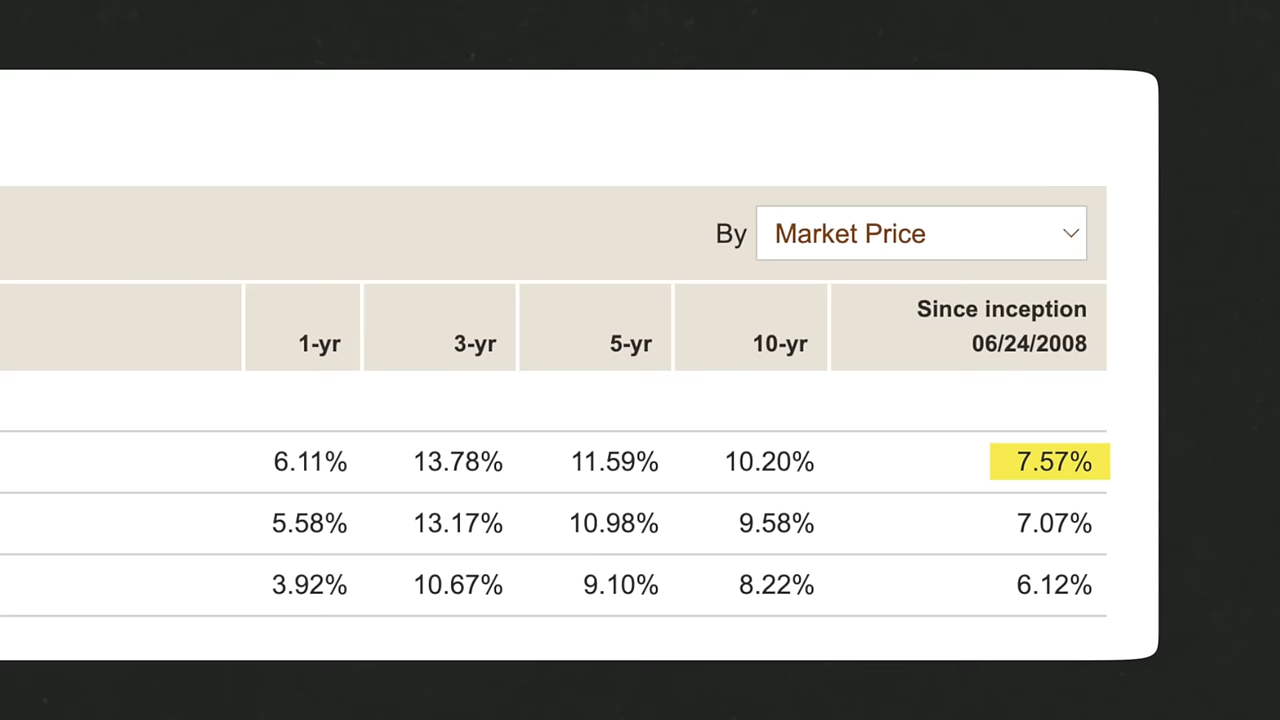 By Market Price
Since inception
1-yr 3-yr 5-yr 10-yr 06/24/2008
6.11% 13.78% 11.59% 10.20% 7.57%
5.58% 13.17% 10.98% 9.58% 7.07%
3.92% 10.67% 9.10% 8.22% 6.12%